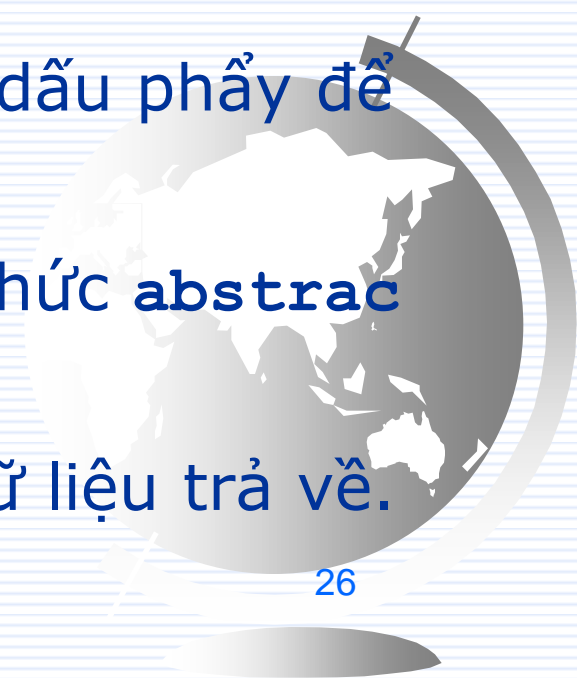 dấu phẩy để
hức abstrac
ữ liệu trả về.
26